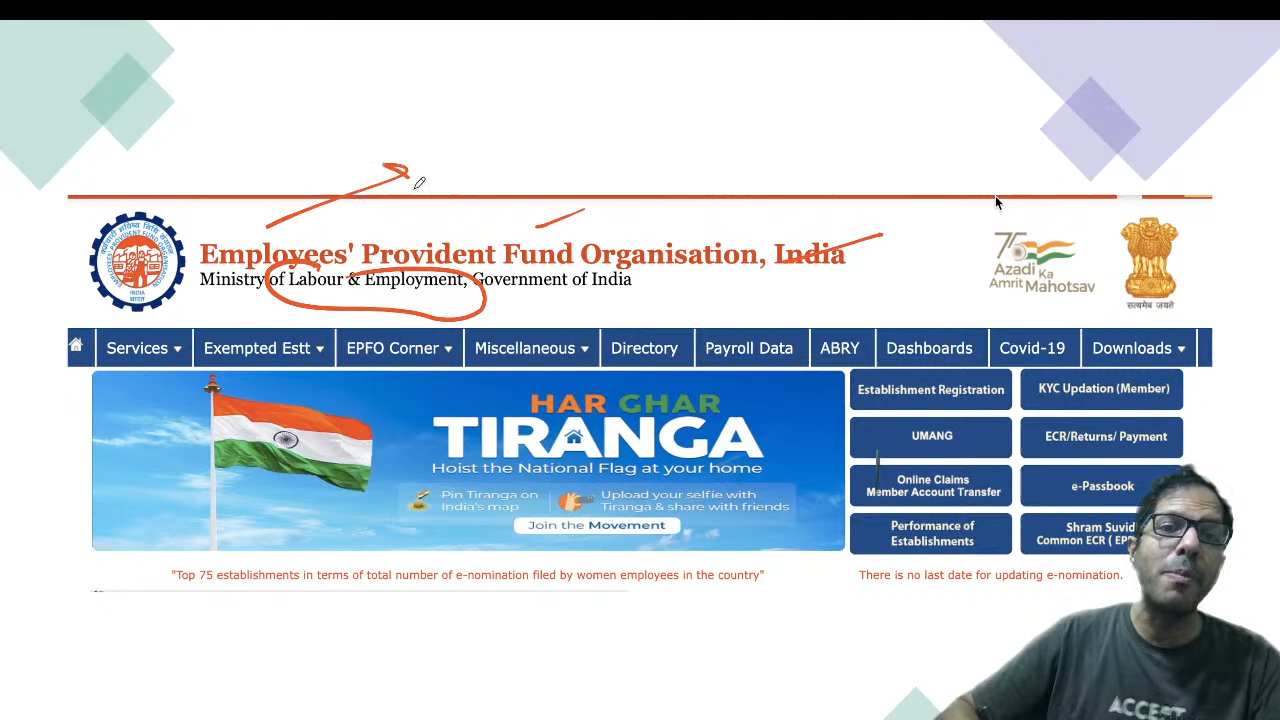 Employees' Provident Fund Organisation, India
Ministry of Labour & Employment, Government of India
75
Azadi Ka
Amrit Mahotsav
सत्यमेव जयते
INDIA
भारत
Services
Exempted Estt
EPFO Corner
Miscellaneous
Directory
Payroll Data
ABRY
Dashboards
Covid-19
Downloads
HAR GHAR
TIRANGA
Hoist the National Flag at your home
Pin Tiranga on
India's map
Upload your selfie with
Tiranga & share with friends
Join the Movement
Establishment Registration
KYC Updation (Member)
UMANG
ECR/Returns/ Payment
Online Claims
Member Account Transfer
e-Passbook
Performance of
Establishments
Shram Suvid
Common ECR ( EP
"Top 75 establishments in terms of total number of e-nomination filed by women employees in the country"
There is no last date for updating e-nomination.
ACCEPT